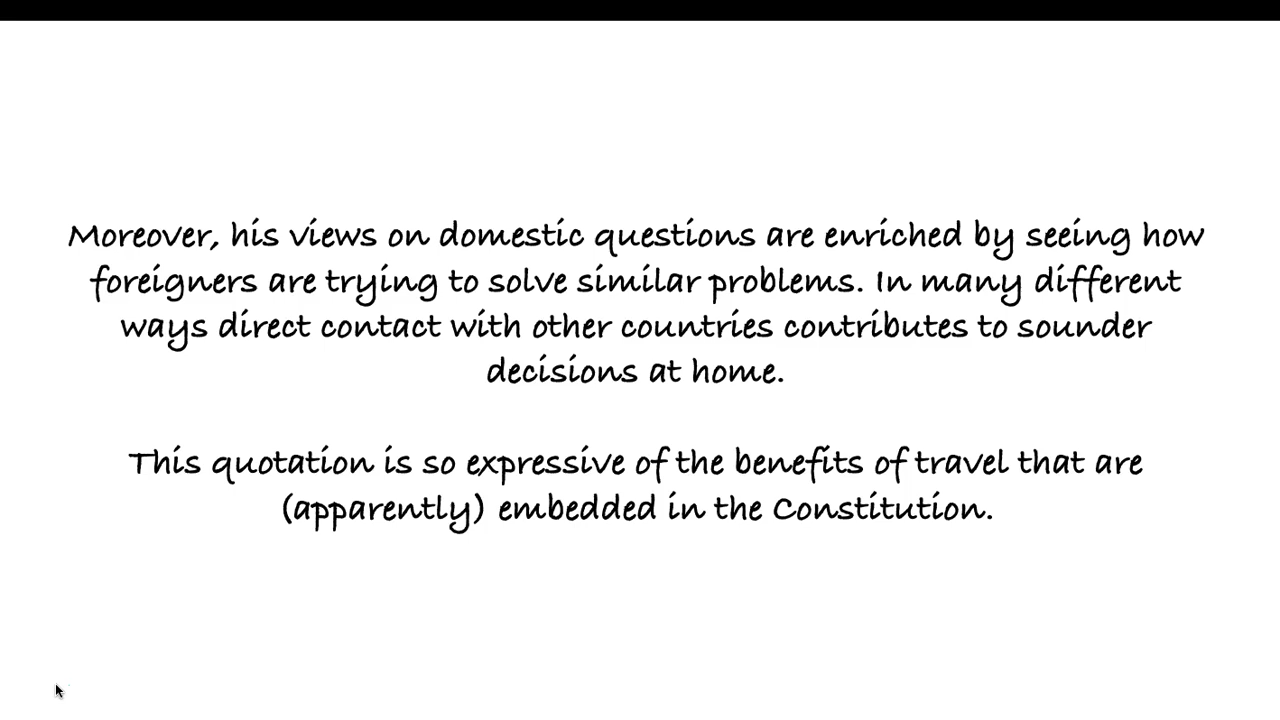 Moreover, his views on domestic questions are enriched by seeing how
foreigners are trying to solve similar problems. In many different
ways direct contact with other countries contributes to sounder
decisions at home.
This quotation is so expressive of the benefits of travel that are
(apparently) embedded in the Constitution.